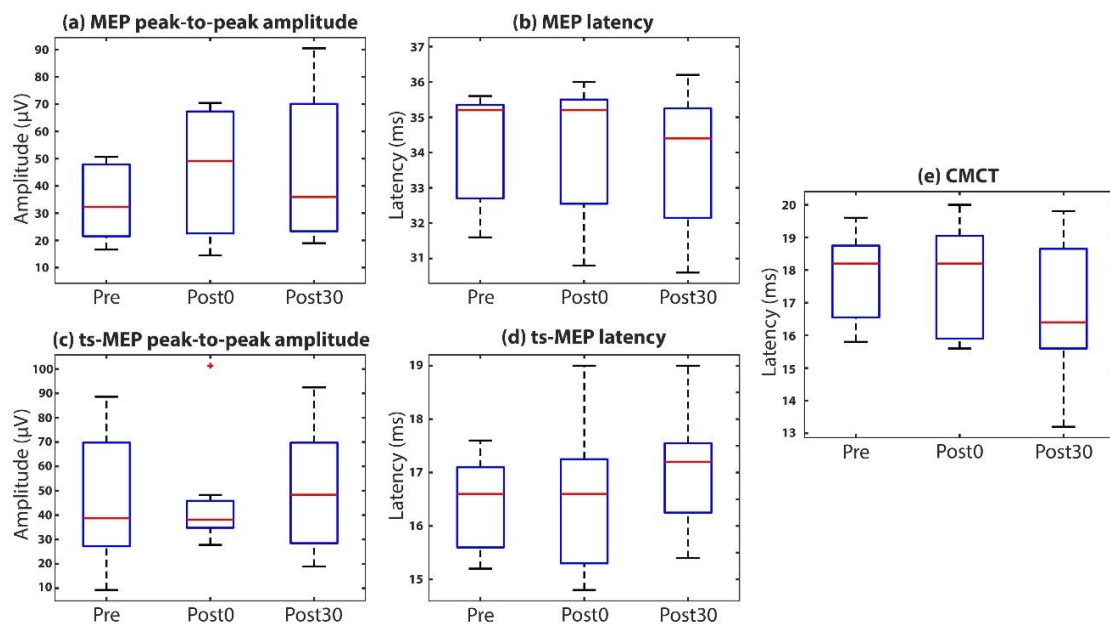 (a) MEP peak-to-peak amplitude
Amplitude (µV)
90
80
70
60
50
40
30
20
10
Pre Post0 Post30
(b) MEP latency
Latency (ms)
37
36
35
34
33
32
31
Pre Post0 Post30
(c) ts-MEP peak-to-peak amplitude
Amplitude (µV)
100
90
80
70
60
50
40
30
20
10
Pre Post0 Post30
(d) ts-MEP latency
Latency (ms)
19
18
17
16
15
Pre Post0 Post30
(e) CMCT
Latency (ms)
20
19
18
17
16
15
14
13
Pre Post0 Post30